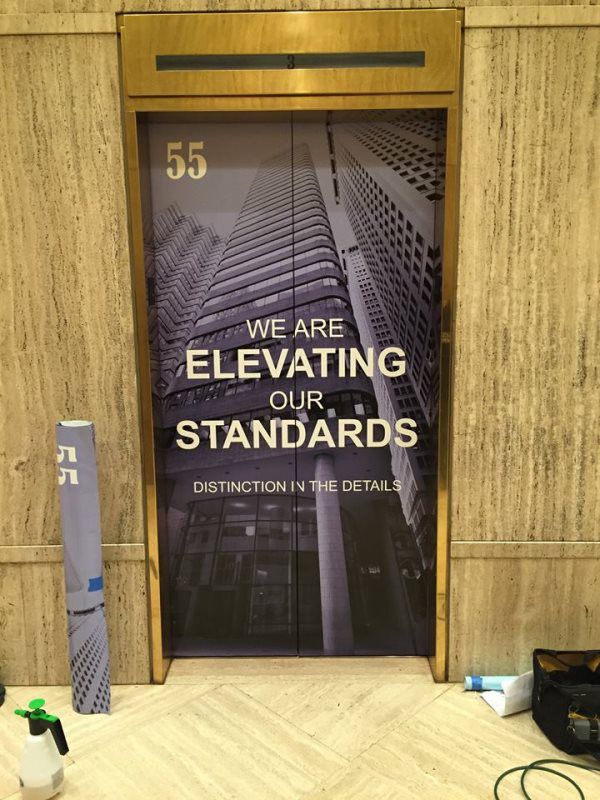 3
55
WE ARE
ELEVATING
OUR
STANDARDS
DISTINCTION IN THE DETAILS
55